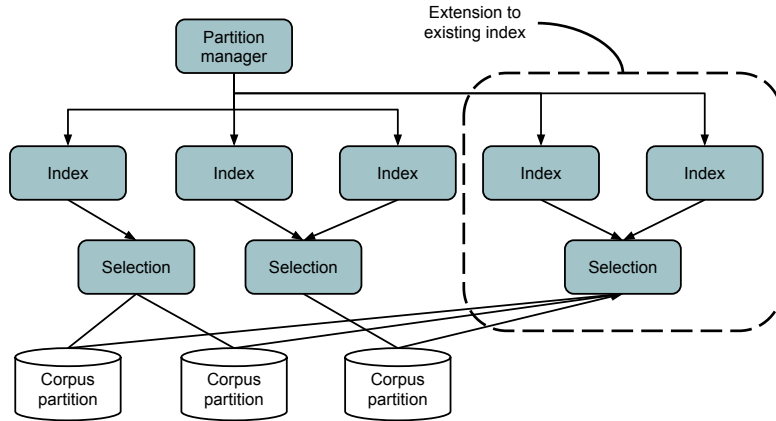 Extension to
existing index
Partition
manager
Index
Index
Index
Index
Index
Selection
Selection
Selection
Corpus
partition
Corpus
partition
Corpus
partition